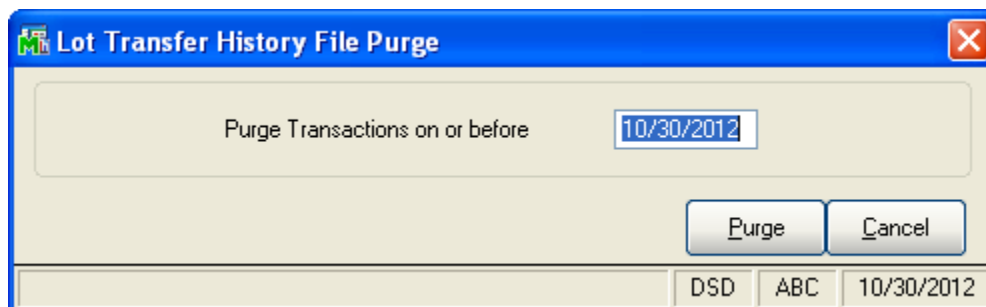 Lot Transfer History File Purge
Purge Transactions on or before 10/30/2012
Purge Cancel
DSD ABC 10/30/2012